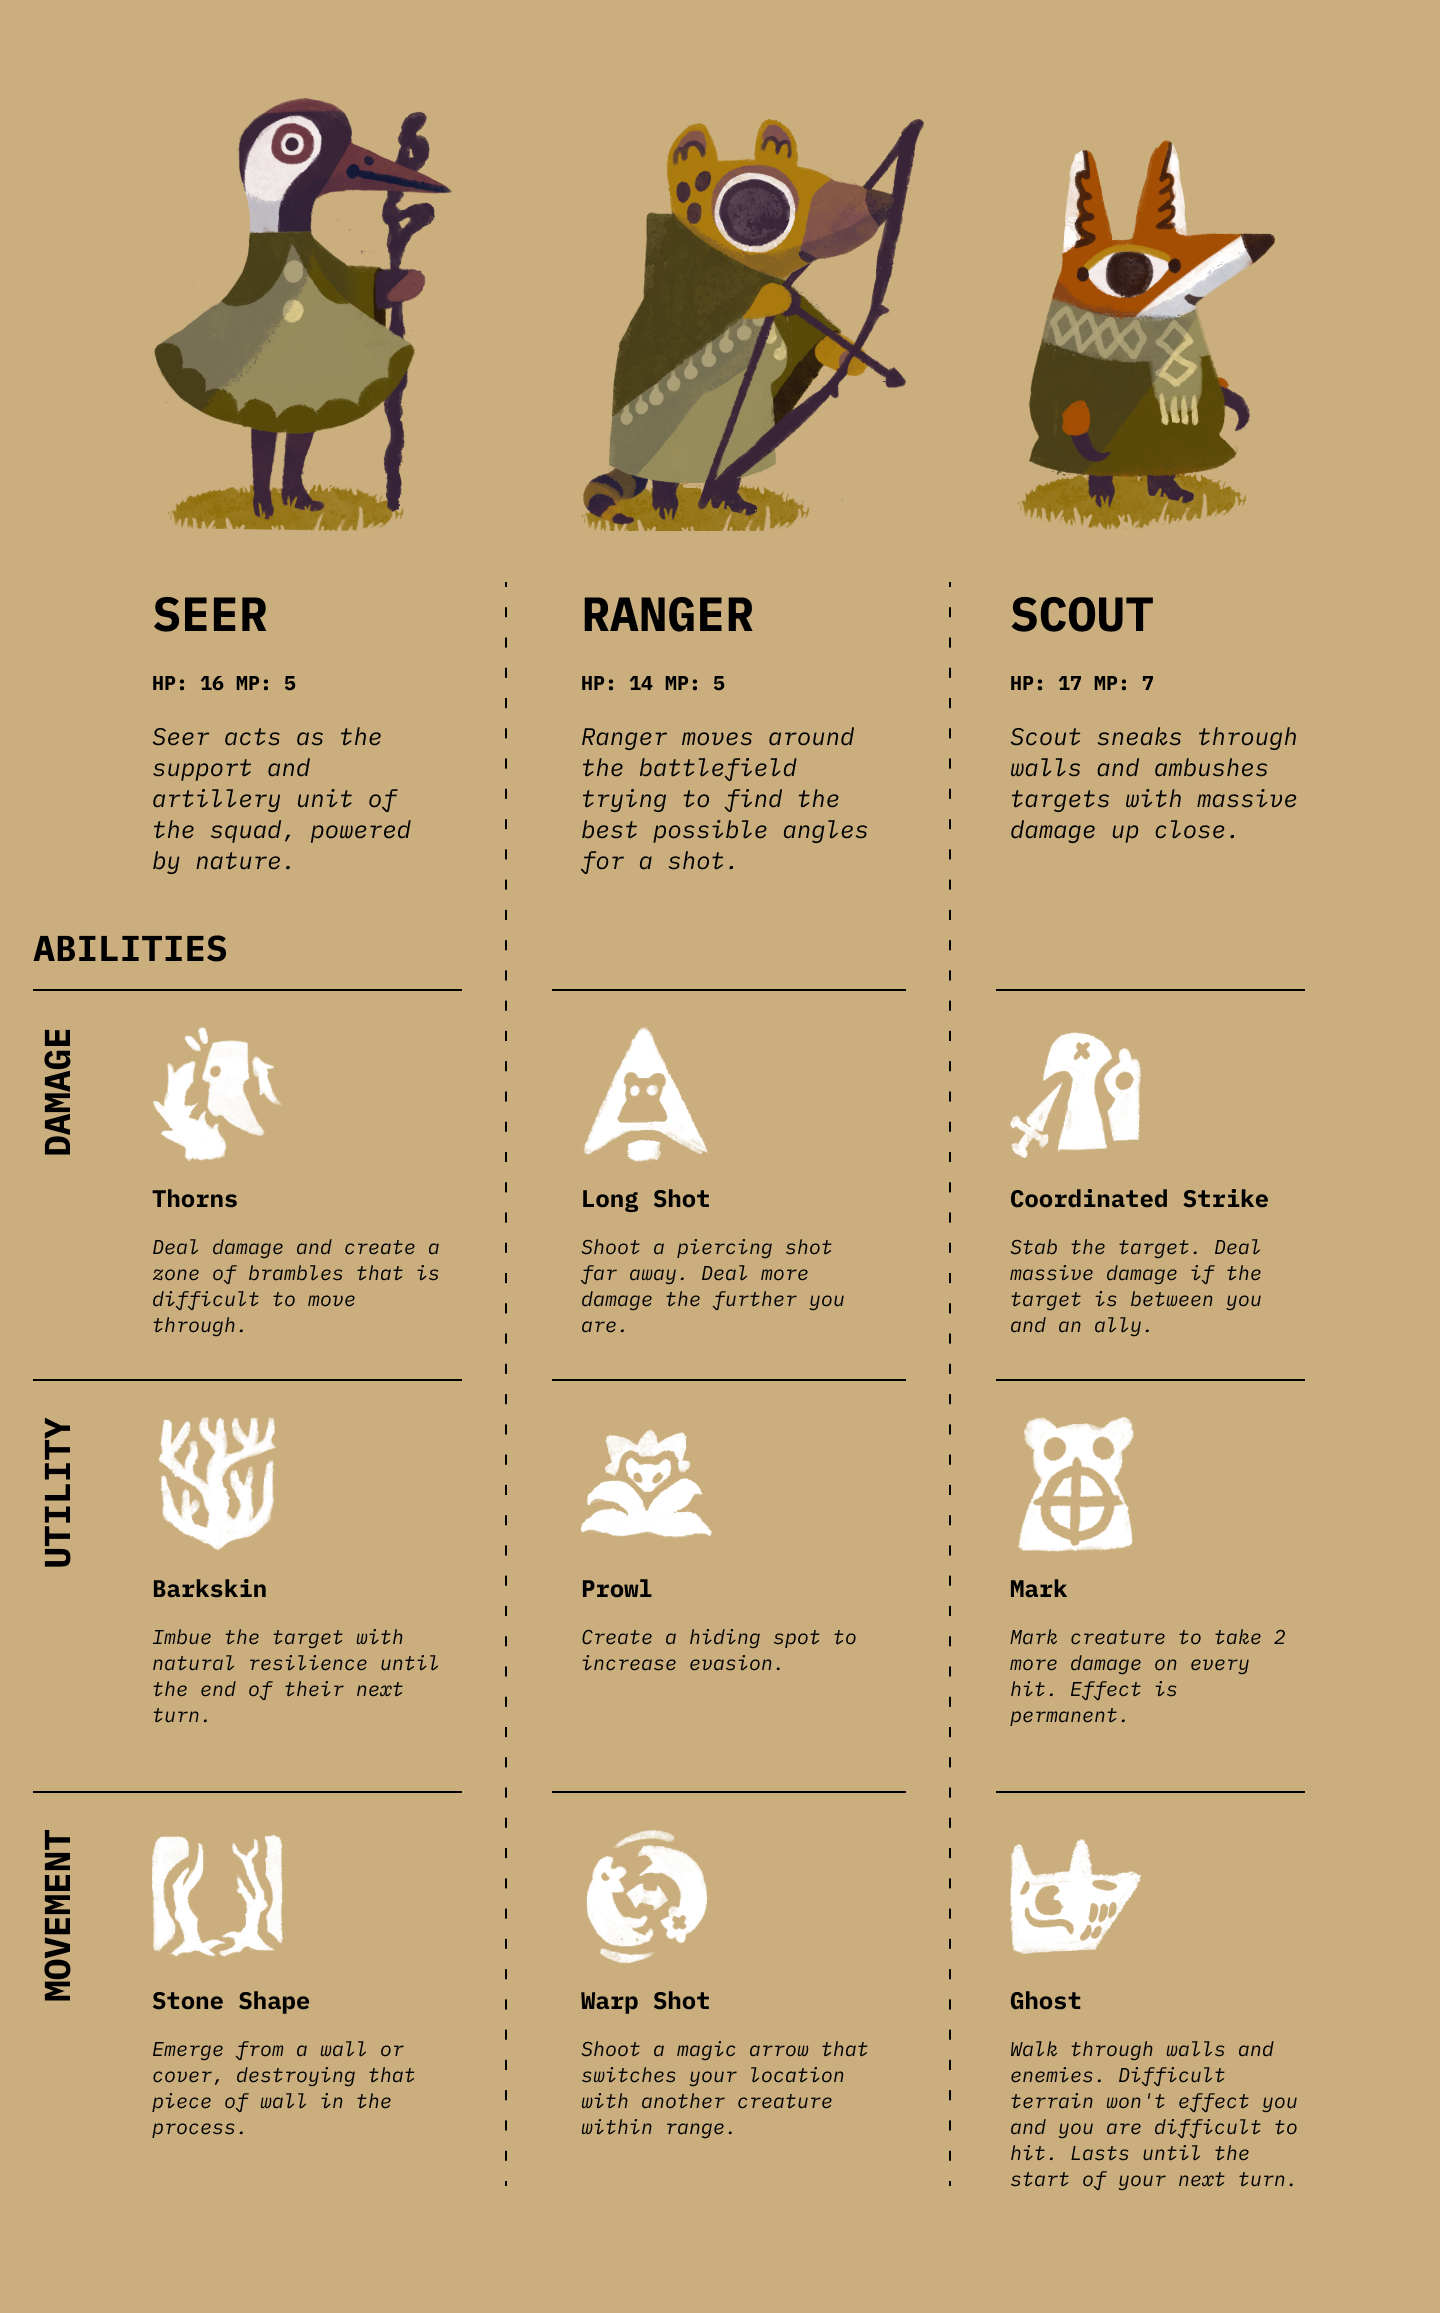 SEER
HP: 16 MP: 5
Seer acts as the
support and
artillery unit of
the squad, powered
by nature.
RANGER
HP: 14 MP: 5
Ranger moves around
the battlefield
trying to find the
best possible angles
for a shot.
SCOUT
HP: 17 MP: 7
Scout sneaks through
walls and ambushes
targets with massive
damage up close.
ABILITIES
DAMAGE
Thorns
Deal damage and create a
zone of brambles that is
difficult to move
through.
Long Shot
Shoot a piercing shot
far away. Deal more
damage the further you
are.
Coordinated Strike
Stab the target. Deal
massive damage if the
target is between you
and an ally.
UTILITY
Barkskin
Imbue the target with
natural resilience until
the end of their next
turn.
Prowl
Create a hiding spot to
increase evasion.
Mark
Mark creature to take 2
more damage on every
hit. Effect is
permanent.
MOVEMENT
Stone Shape
Emerge from a wall or
cover, destroying that
piece of wall in the
process.
Warp Shot
Shoot a magic arrow that
switches your location
with another creature
within range.
Ghost
Walk through walls and
enemies. Difficult
terrain won't effect you
and you are difficult to
hit. Lasts until the
start of your next turn.